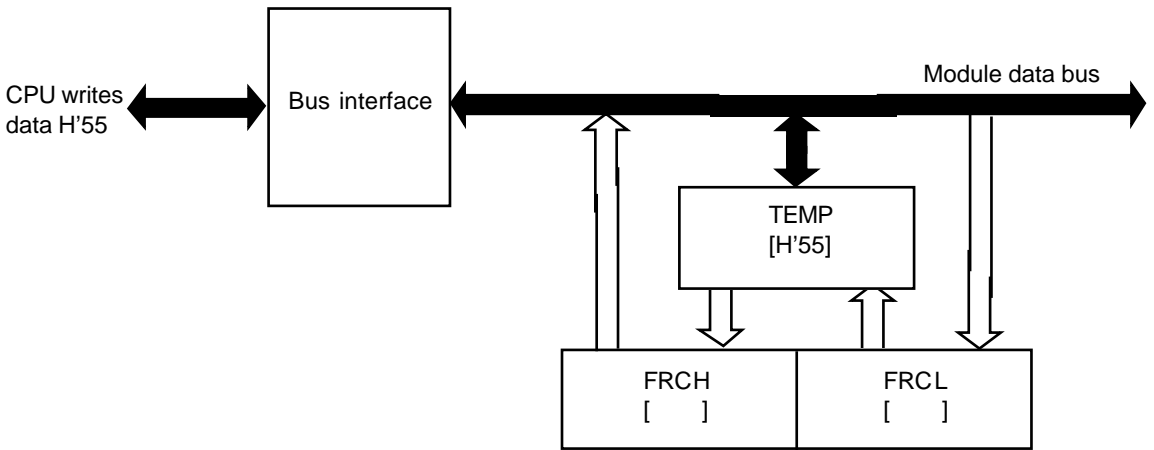 CPU writes
data H'55
Bus interface
Module data bus
TEMP
[H'55]
FRCH
[ ]
FRCL
[ ]